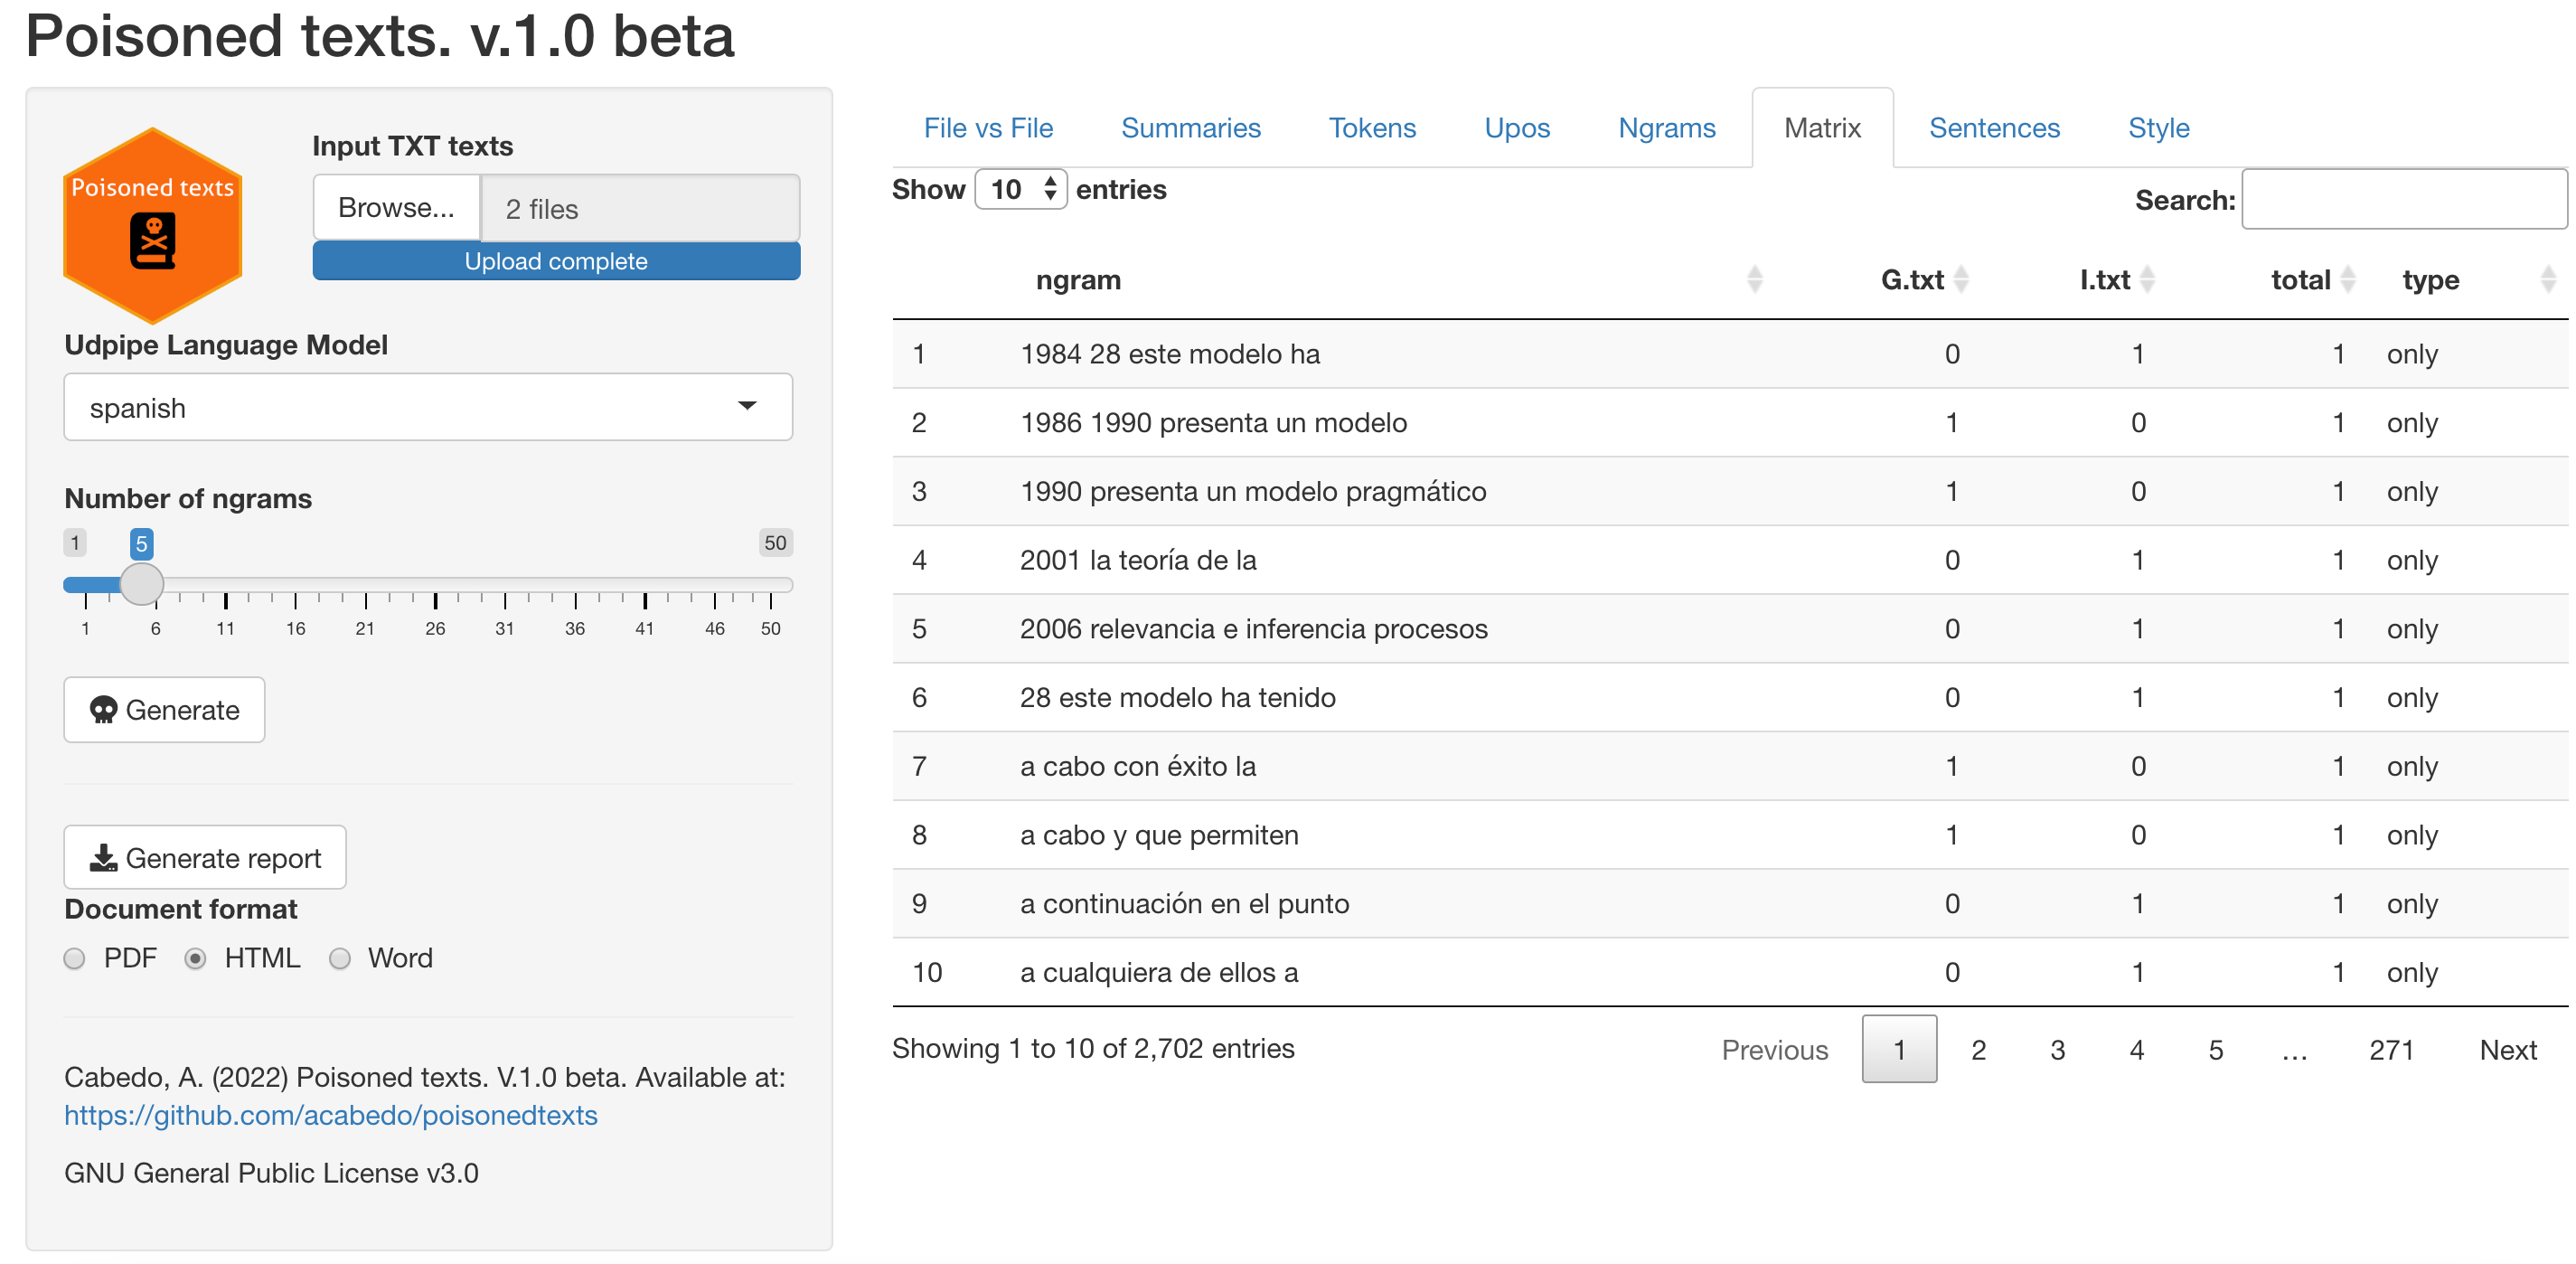 Poisoned texts. v.1.0 beta
Poisoned texts
Input TXT texts
Browse... 2 files
Upload complete
Udpipe Language Model
spanish
Number of ngrams
1 5 50
1 6 11 16 21 26 31 36 41 46 50
Generate
Generate report
Document format
PDF HTML Word
Cabedo, A. (2022) Poisoned texts. V.1.0 beta. Available at:
https://github.com/acabedo/poisonedtexts
GNU General Public License v3.0
File vs File Summaries Tokens Upos Ngrams Matrix Sentences Style
Show 10 entries
Search:
ngram G.txt I.txt total type
1 1984 28 este modelo ha 0 1 1 only
2 1986 1990 presenta un modelo 1 0 1 only
3 1990 presenta un modelo pragmático 1 0 1 only
4 2001 la teoría de la 0 1 1 only
5 2006 relevancia e inferencia procesos 0 1 1 only
6 28 este modelo ha tenido 0 1 1 only
7 a cabo con éxito la 1 0 1 only
8 a cabo y que permiten 1 0 1 only
9 a continuación en el punto 0 1 1 only
10 a cualquiera de ellos a 0 1 1 only
Showing 1 to 10 of 2,702 entries
Previous 1 2 3 4 5 … 271 Next